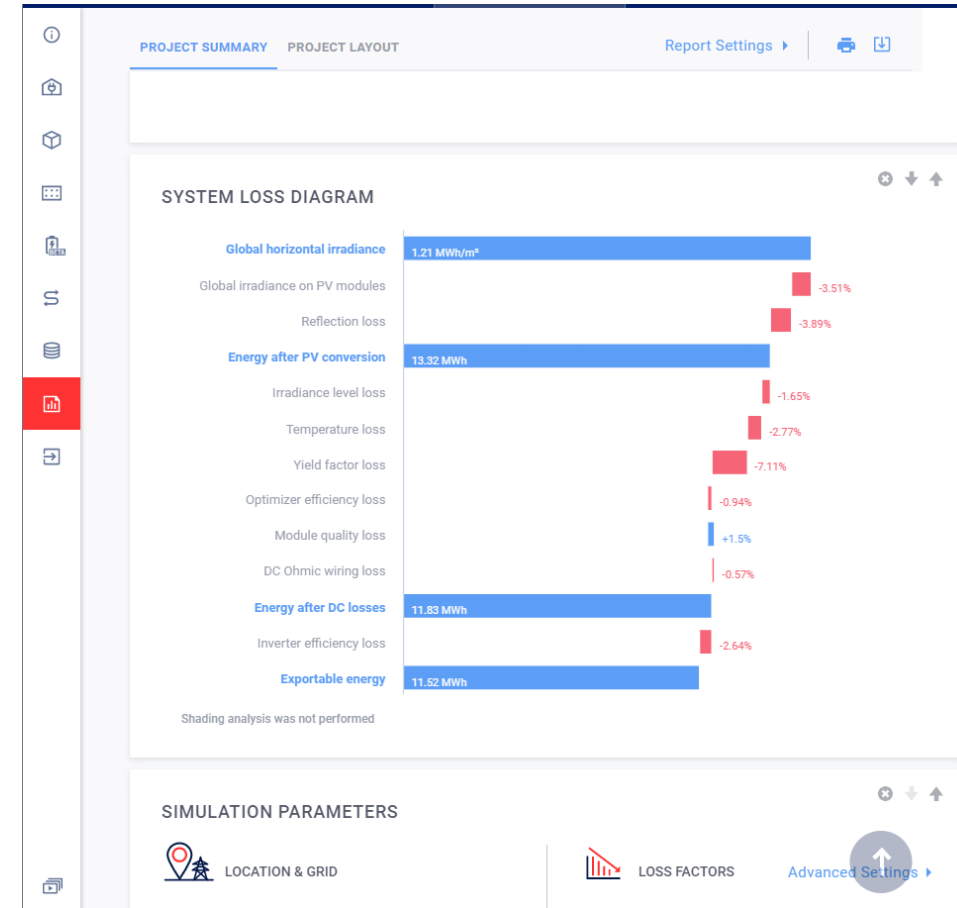 PROJECT SUMMARY PROJECT LAYOUT Report Settings
SYSTEM LOSS DIAGRAM
Global horizontal irradiance 1.21 MWh/m²
Global irradiance on PV modules -3.51%
Reflection loss -3.89%
Energy after PV conversion 13.32 MWh
Irradiance level loss -1.65%
Temperature loss -2.77%
Yield factor loss -7.11%
Optimizer efficiency loss -0.94%
Module quality loss +1.5%
DC Ohmic wiring loss -0.57%
Energy after DC losses 11.83 MWh
Inverter efficiency loss -2.64%
Exportable energy 11.52 MWh
Shading analysis was not performed
SIMULATION PARAMETERS
LOCATION & GRID LOSS FACTORS Advanced Settings
BETA